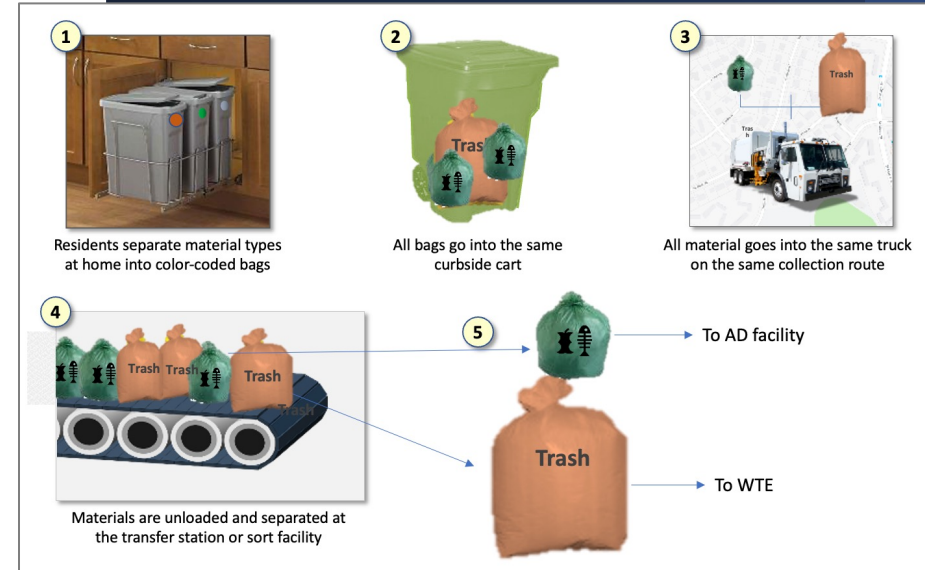 1
Residents separate material types
at home into color-coded bags
2
Tras
All bags go into the same
curbside cart
3
Trash
Tras
h
All material goes into the same truck
on the same collection route
4
Trash
Trash
Trash
Trash
Materials are unloaded and separated at
the transfer station or sort facility
5
To AD facility
Trash
To WTE